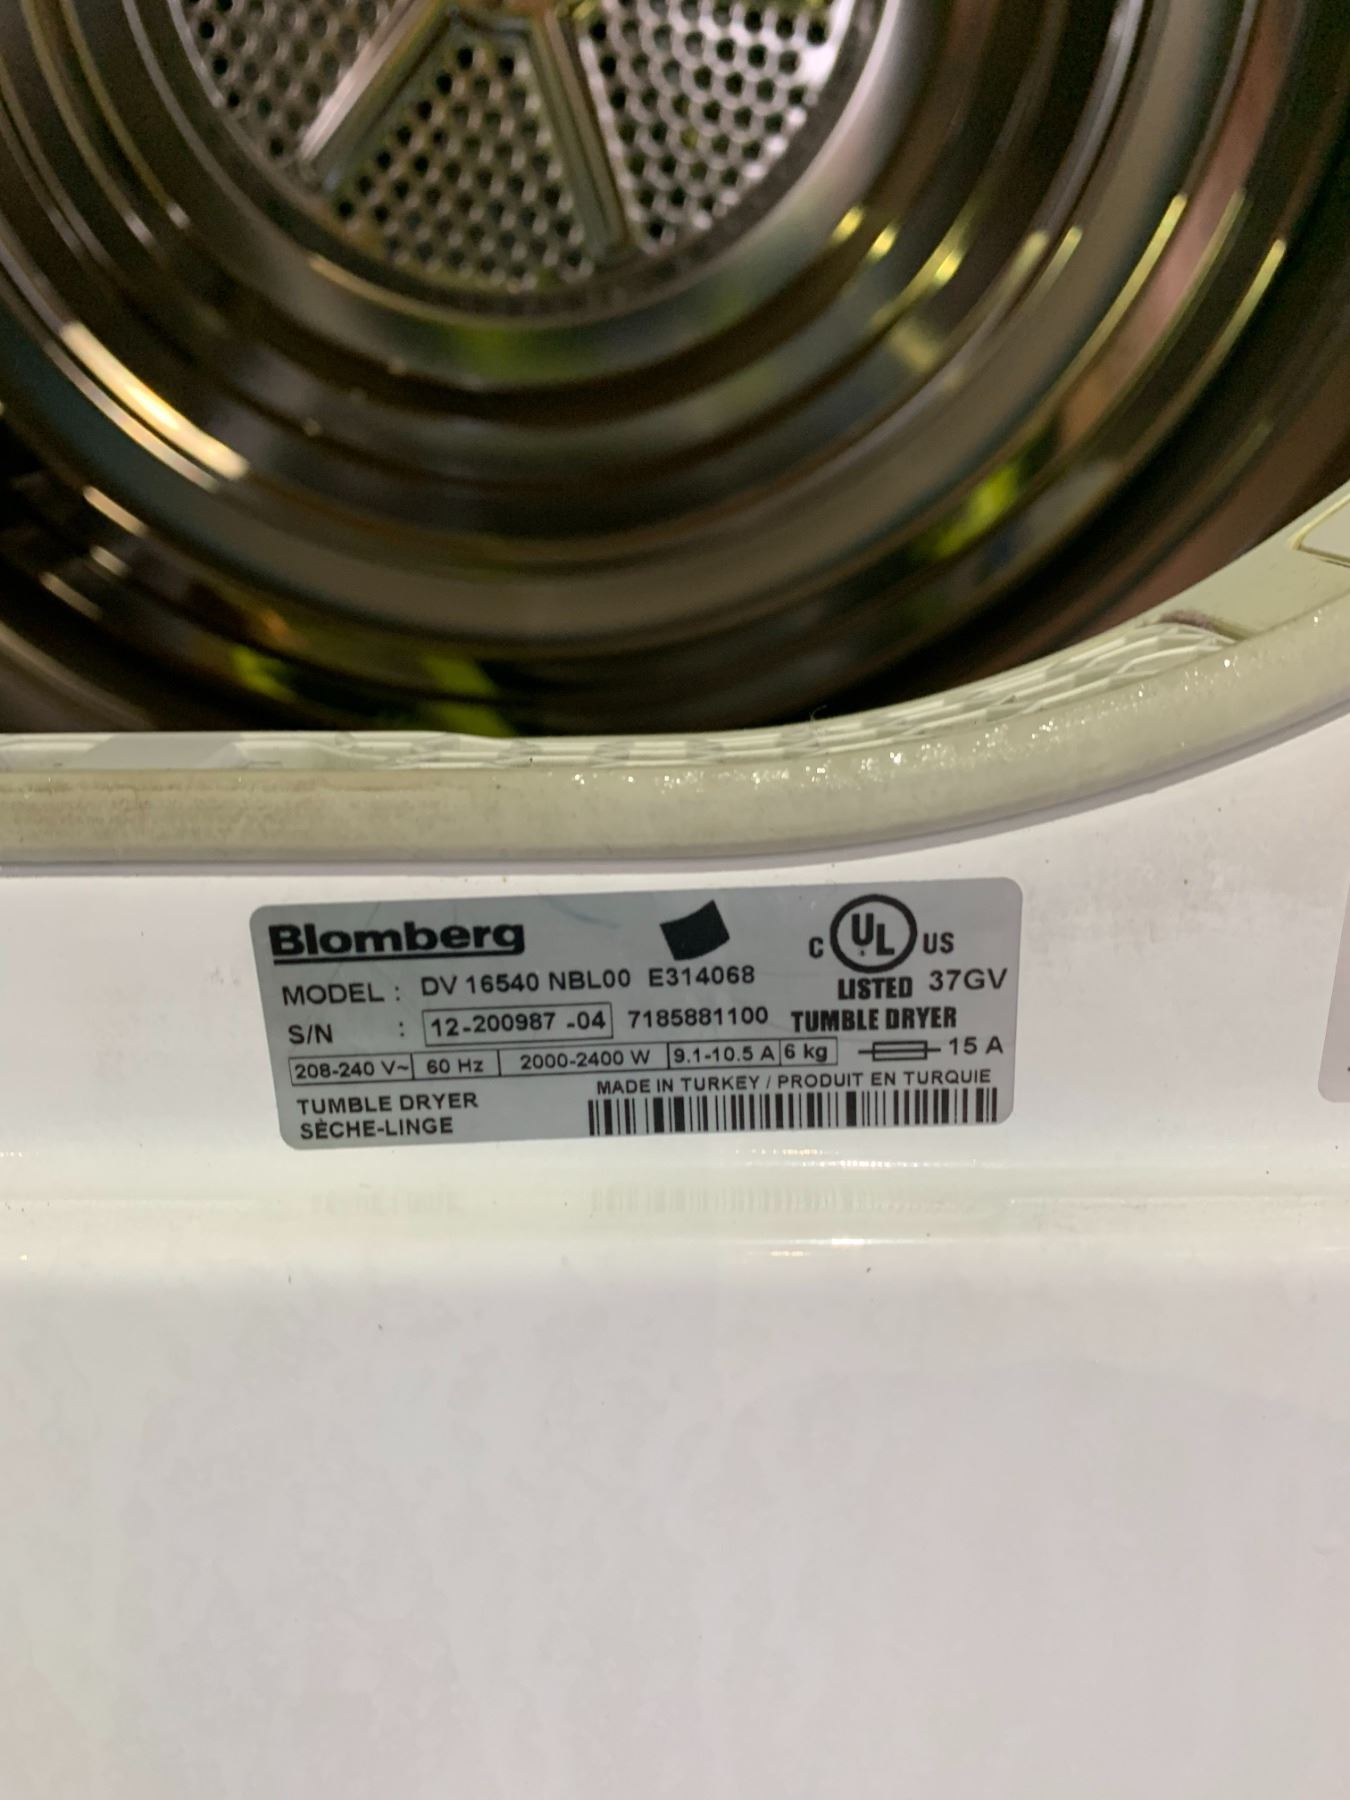 Blomberg
C UL US
MODEL : DV 16540 NBL00 E314068 LISTED 37GV
S/N : 12-200987 -04 7185881100 TUMBLE DRYER
208-240 V~ 60 Hz 2000-2400 W 9.1-10.5 A 6 kg 15 A
MADE IN TURKEY / PRODUIT EN TURQUIE
TUMBLE DRYER
SÈCHE-LINGE